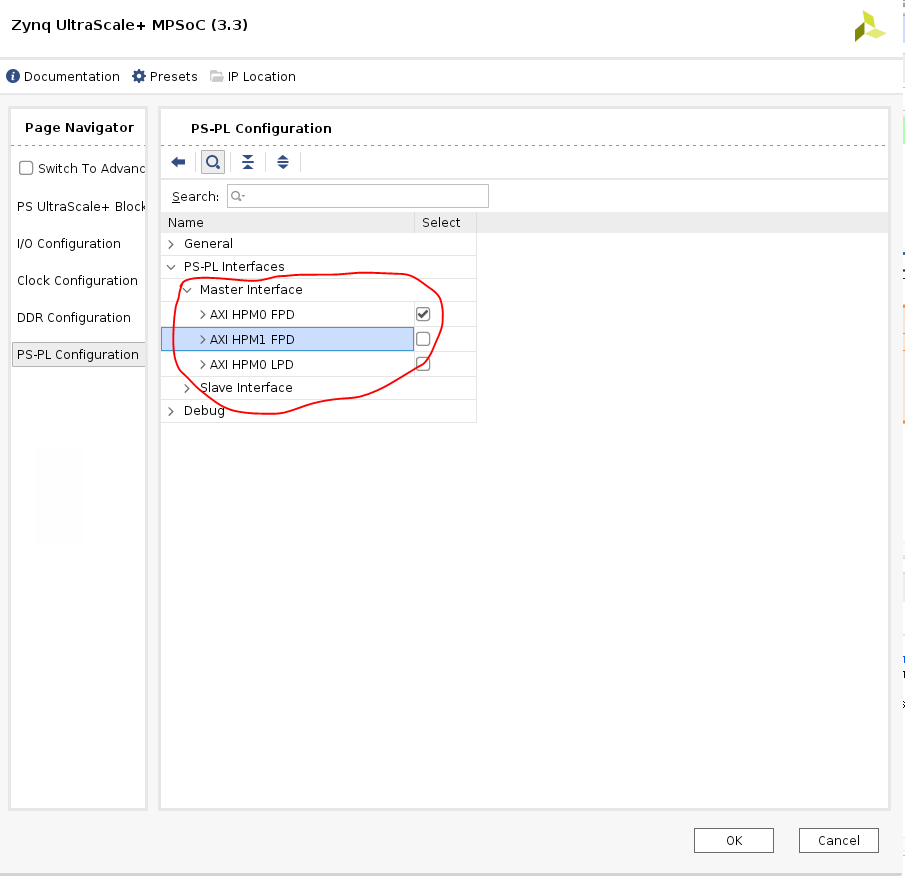 Zynq UltraScale+ MPSoC (3.3)
Documentation Presets IP Location
Page Navigator
Switch To Advanc
PS UltraScale+ Block
I/O Configuration
Clock Configuration
DDR Configuration
PS-PL Configuration
PS-PL Configuration
Search:
Name Select
General
PS-PL Interfaces
Master Interface
AXI HPM0 FPD
AXI HPM1 FPD
AXI HPM0 LPD
Slave Interface
Debug
OK Cancel